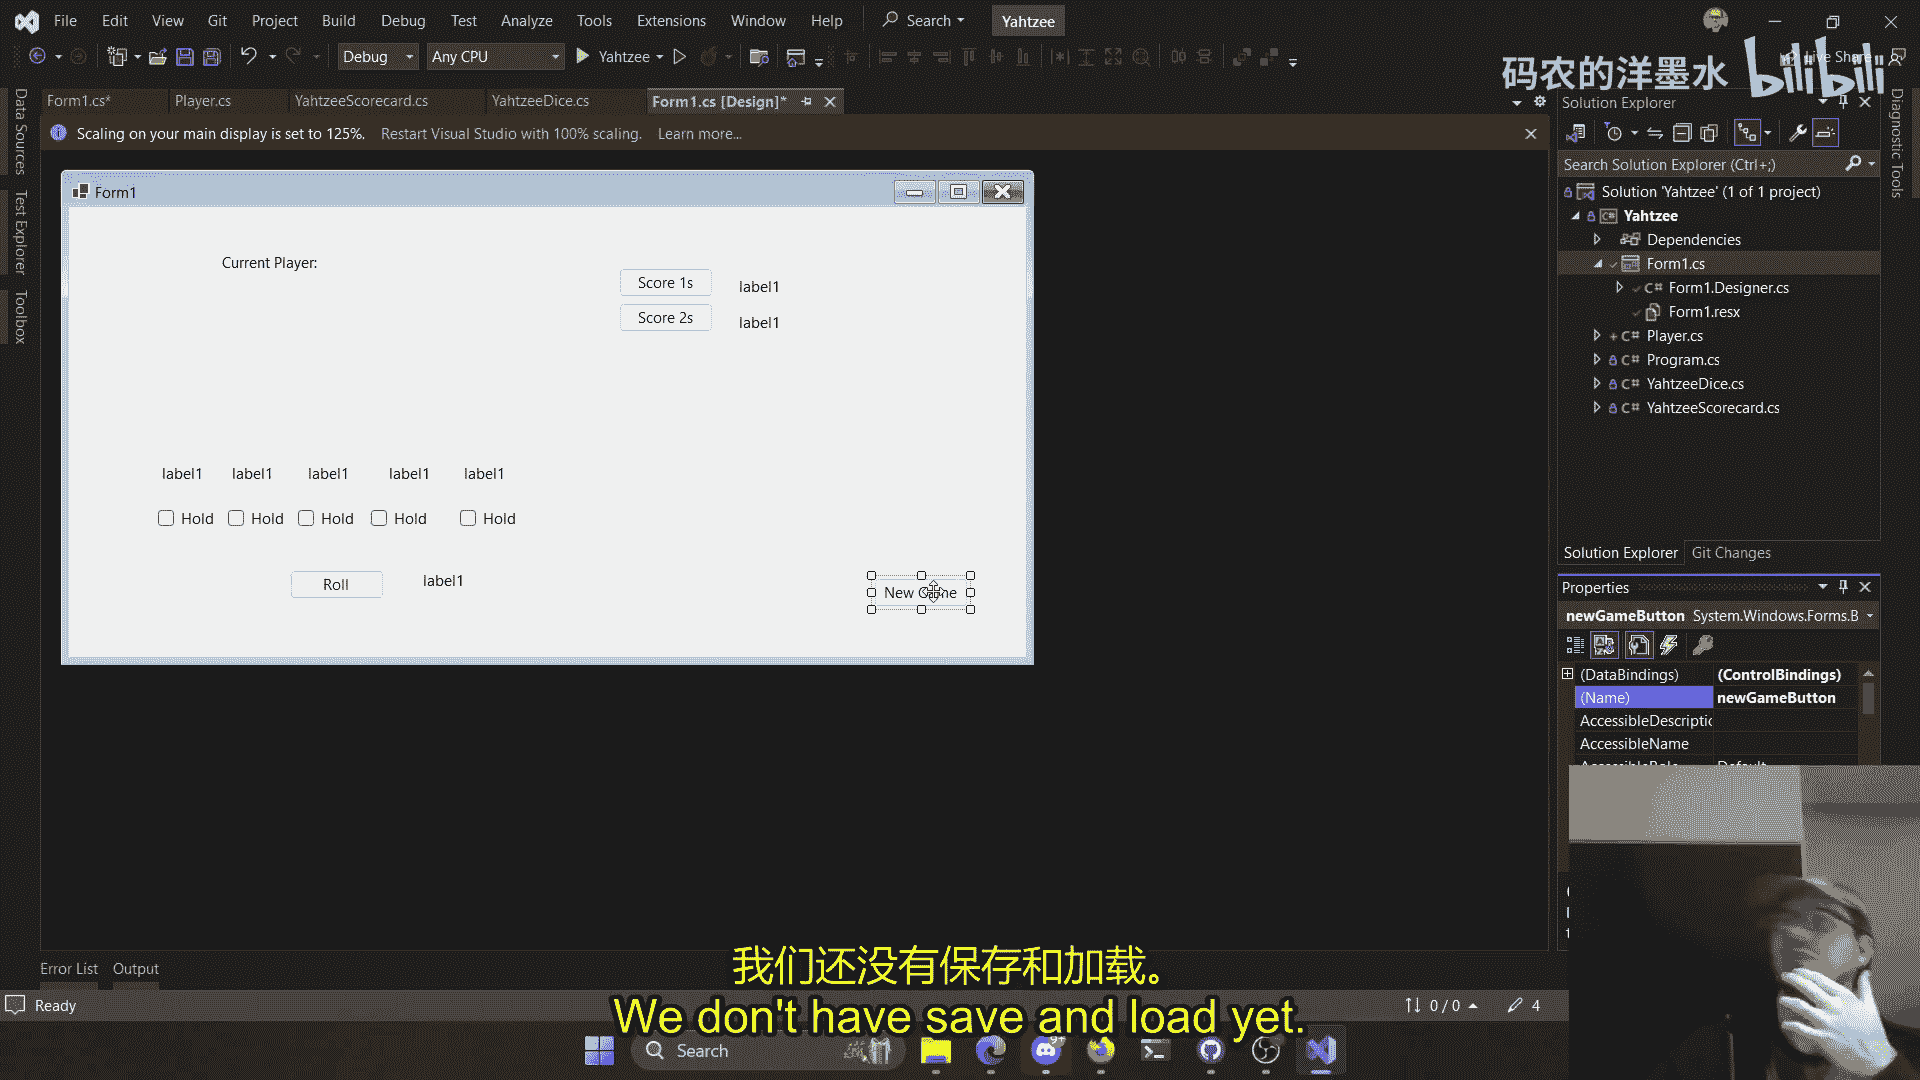 File Edit View Git Project Build Debug Test Analyze Tools Extensions Window Help Search Yahtzee
Debug Any CPU Yahtzee Live Share
码农的洋墨水 bilibili
Form1.cs* Player.cs YahtzeeScorecard.cs YahtzeeDice.cs Form1.cs [Design]*
Scaling on your main display is set to 125%. Restart Visual Studio with 100% scaling. Learn more...
Data Sources
Test Explorer
Toolbox
Form1
Current Player:
Score 1s label1
Score 2s label1
label1 label1 label1 label1 label1
Hold Hold Hold Hold Hold
Roll label1
New
Solution Explorer
Search Solution Explorer (Ctrl+;)
Solution 'Yahtzee' (1 of 1 project)
C# Yahtzee
Dependencies
Form1.cs
C# Form1.Designer.cs
Form1.resx
C# Player.cs
C# Program.cs
C# YahtzeeDice.cs
C# YahtzeeScorecard.cs
Solution Explorer Git Changes
Diagnostic Tools
Properties
newGameButton System.Windows.Forms.B
(DataBindings) (ControlBindings)
(Name) newGameButton
AccessibleDescriptic
AccessibleName
Error List Output
Ready 0 / 0 4
我们还没有保存和加载。
We don't have save and load yet.
Search 9+